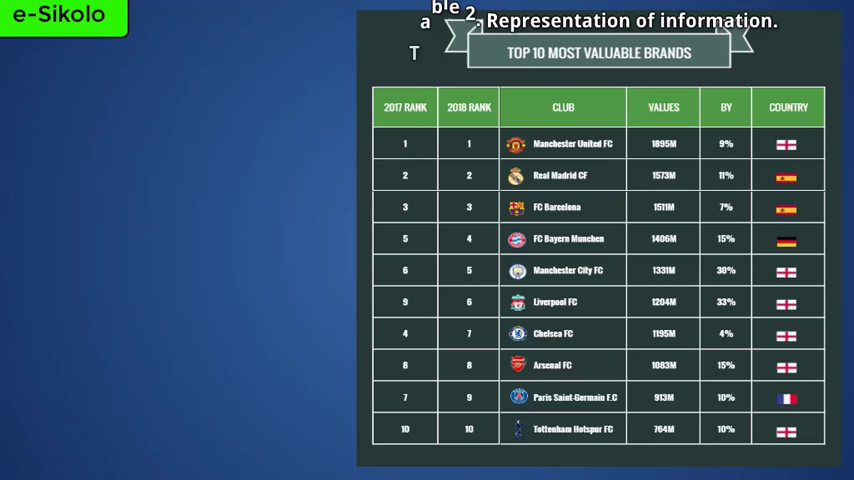 e-Sikolo
Table 2. Representation of information.
TOP 10 MOST VALUABLE BRANDS
2017 RANK 2018 RANK CLUB VALUES BY COUNTRY
1 1 Manchester United FC 1895M 9%
2 2 Real Madrid CF 1573M 11%
3 3 FC Barcelona 1511M 7%
5 4 FC Bayern Munchen 1406M 15%
6 5 Manchester City FC 1331M 30%
9 6 Liverpool FC 1204M 33%
4 7 Chelsea FC 1195M 4%
8 8 Arsenal FC 1083M 15%
7 9 Paris Saint-Germain F.C 913M 10%
10 10 Tottenham Hotspur FC 764M 10%